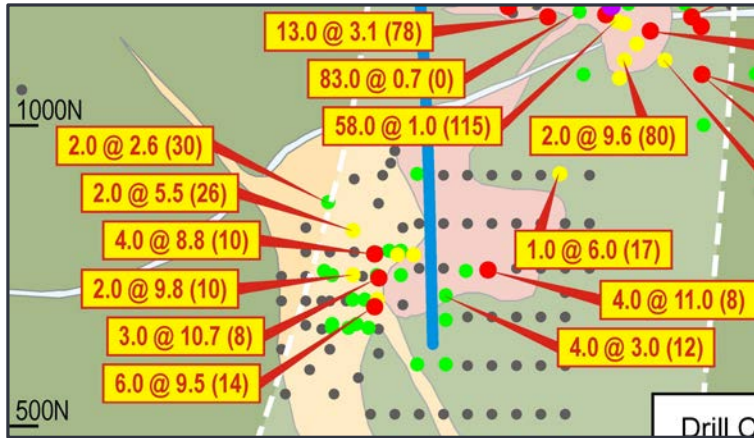 13.0 @ 3.1 (78)
83.0 @ 0.7 (0)
1000N
58.0 @ 1.0 (115)
2.0 @ 9.6 (80)
2.0 @ 2.6 (30)
2.0 @ 5.5 (26)
4.0 @ 8.8 (10)
1.0 @ 6.0 (17)
2.0 @ 9.8 (10)
4.0 @ 11.0 (8)
3.0 @ 10.7 (8)
4.0 @ 3.0 (12)
6.0 @ 9.5 (14)
500N
Drill